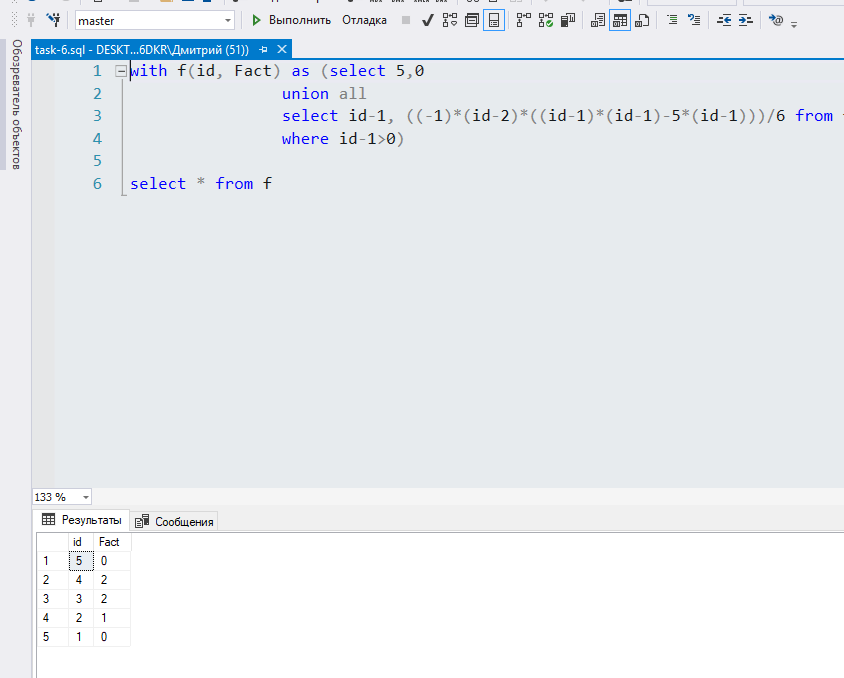 master Выполнить Отладка
task-6.sql - DESKT...6DKR\Дмитрий (51))
Обозреватель объектов
1 with f(id, Fact) as (select 5,0
2 union all
3 select id-1, ((-1)*(id-2)*((id-1)*(id-1)-5*(id-1)))/6 from
4 where id-1>0)
5
6 select * from f
133 %
Результаты Сообщения
id Fact
1 5 0
2 4 2
3 3 2
4 2 1
5 1 0